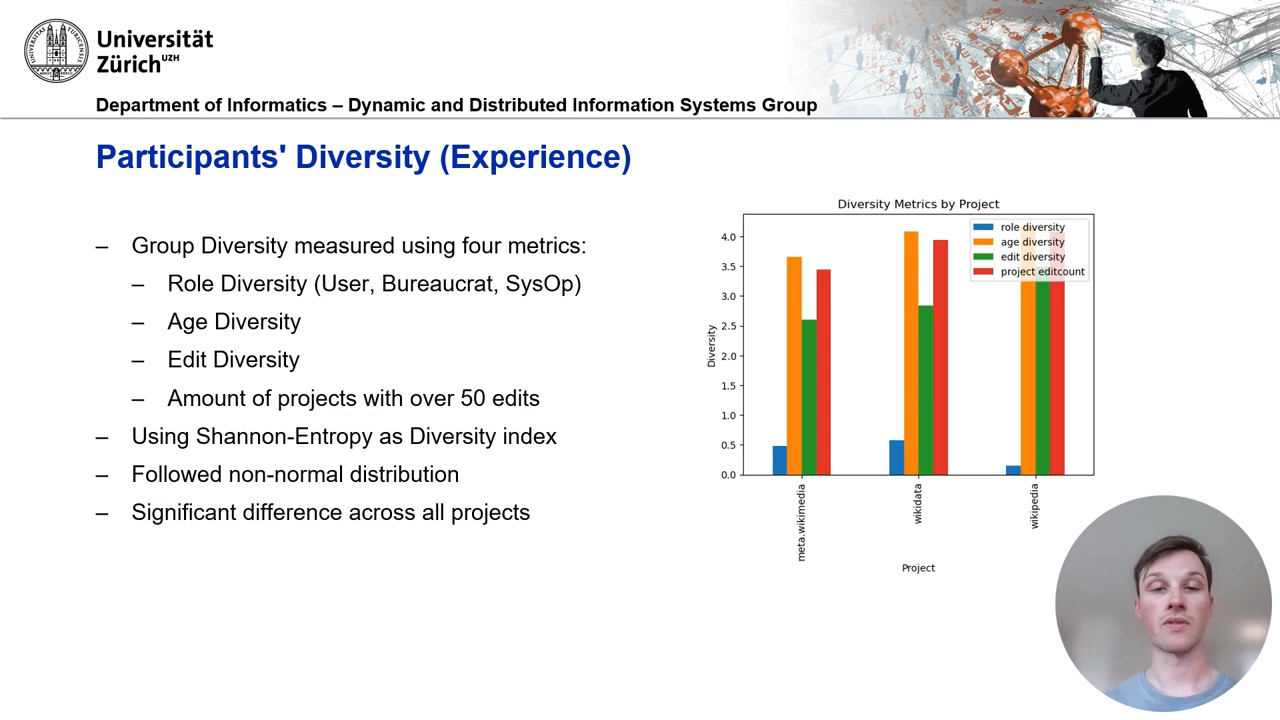 Universität
Zürich UZH
Department of Informatics – Dynamic and Distributed Information Systems Group
Participants' Diversity (Experience)
– Group Diversity measured using four metrics:
– Role Diversity (User, Bureaucrat, SysOp)
– Age Diversity
– Edit Diversity
– Amount of projects with over 50 edits
– Using Shannon-Entropy as Diversity index
– Followed non-normal distribution
– Significant difference across all projects
Diversity Metrics by Project
role diversity
age diversity
edit diversity
project editcount
Diversity
4.0
3.5
3.0
2.5
2.0
1.5
1.0
0.5
0.0
meta.wikimedia
wikidata
wikipedia
Project